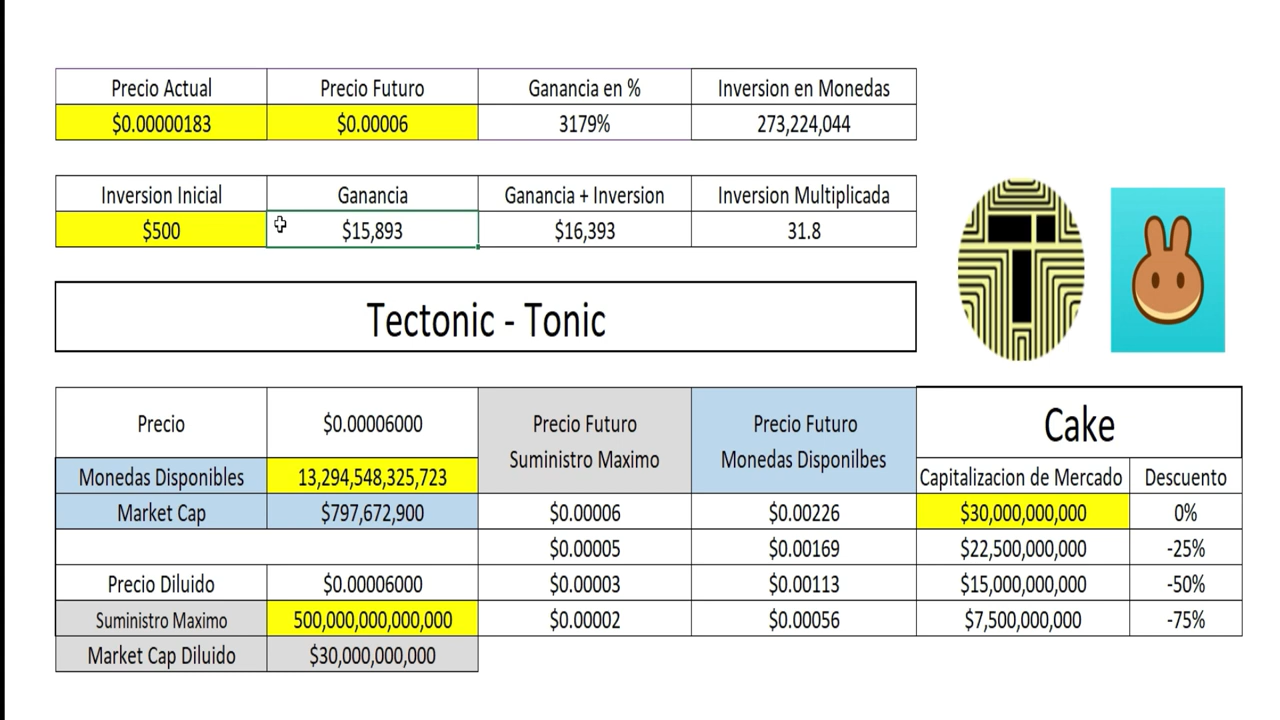 Precio Actual Precio Futuro Ganancia en % Inversion en Monedas
$0.00000183 $0.00006 3179% 273,224,044
Inversion Inicial Ganancia Ganancia + Inversion Inversion Multiplicada
$500 $15,893 $16,393 31.8
Tectonic - Tonic
Precio $0.00006000 Precio Futuro Suministro Maximo Precio Futuro Monedas Disponilbes Cake
Monedas Disponibles 13,294,548,325,723 Capitalizacion de Mercado Descuento
Market Cap $797,672,900 $0.00006 $0.00226 $30,000,000,000 0%
$0.00005 $0.00169 $22,500,000,000 -25%
Precio Diluido $0.00006000 $0.00003 $0.00113 $15,000,000,000 -50%
Suministro Maximo 500,000,000,000,000 $0.00002 $0.00056 $7,500,000,000 -75%
Market Cap Diluido $30,000,000,000